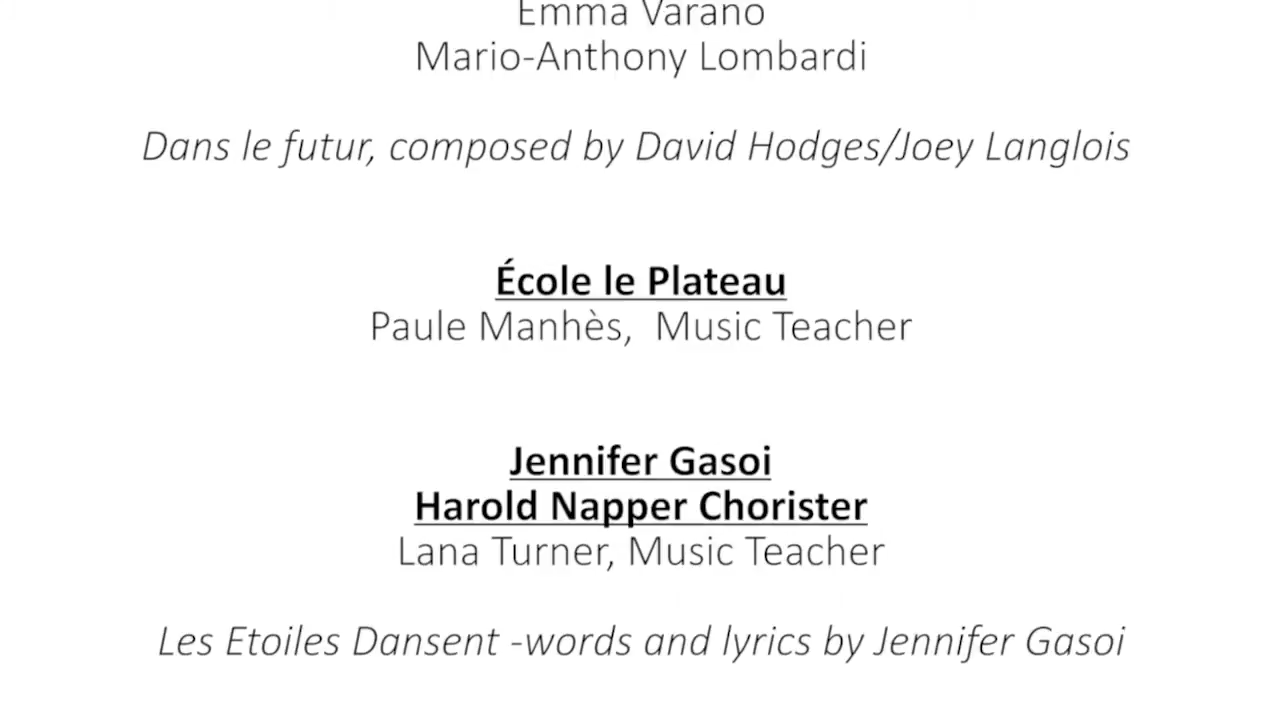 Emma Varano
Mario-Anthony Lombardi
Dans le futur, composed by David Hodges/Joey Langlois
École le Plateau
Paule Manhès,  Music Teacher
Jennifer Gasoi
Harold Napper Chorister
Lana Turner, Music Teacher
Les Etoiles Dansent -words and lyrics by Jennifer Gasoi